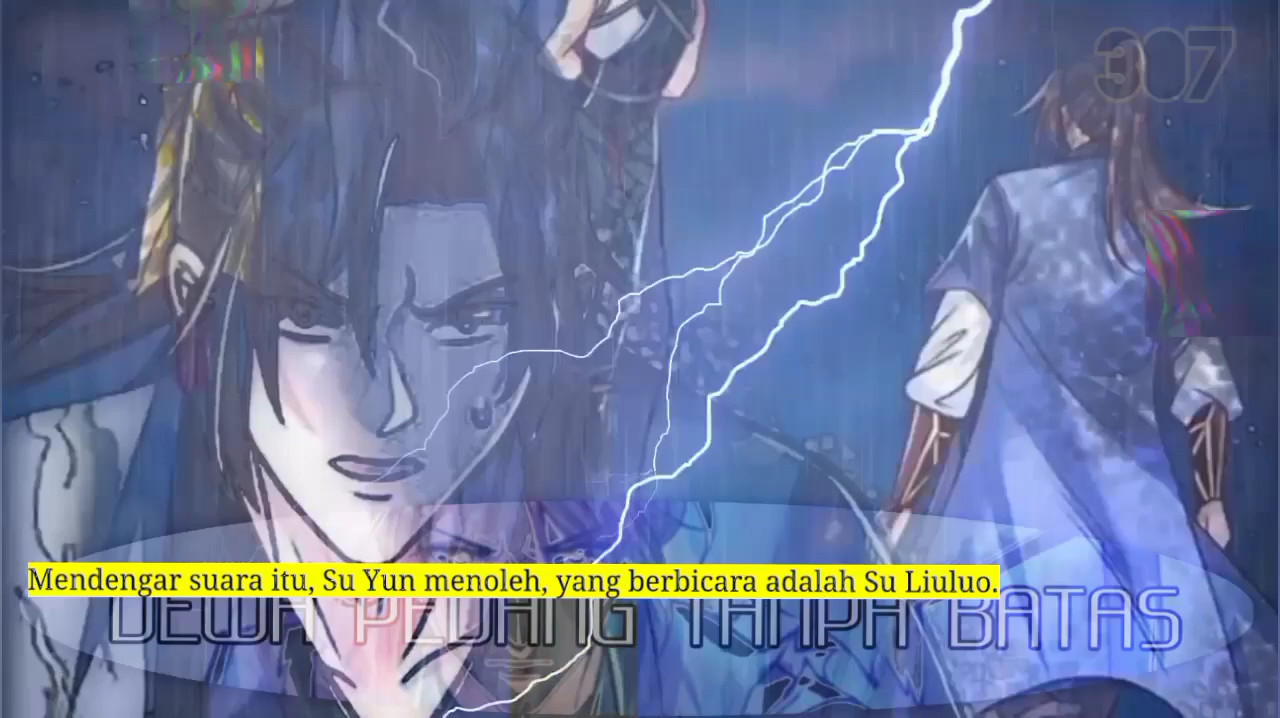 307
Mendengar suara itu, Su Yun menoleh, yang berbicara adalah Su Liuluo.
DEWA PEDANG TANPA BATAS